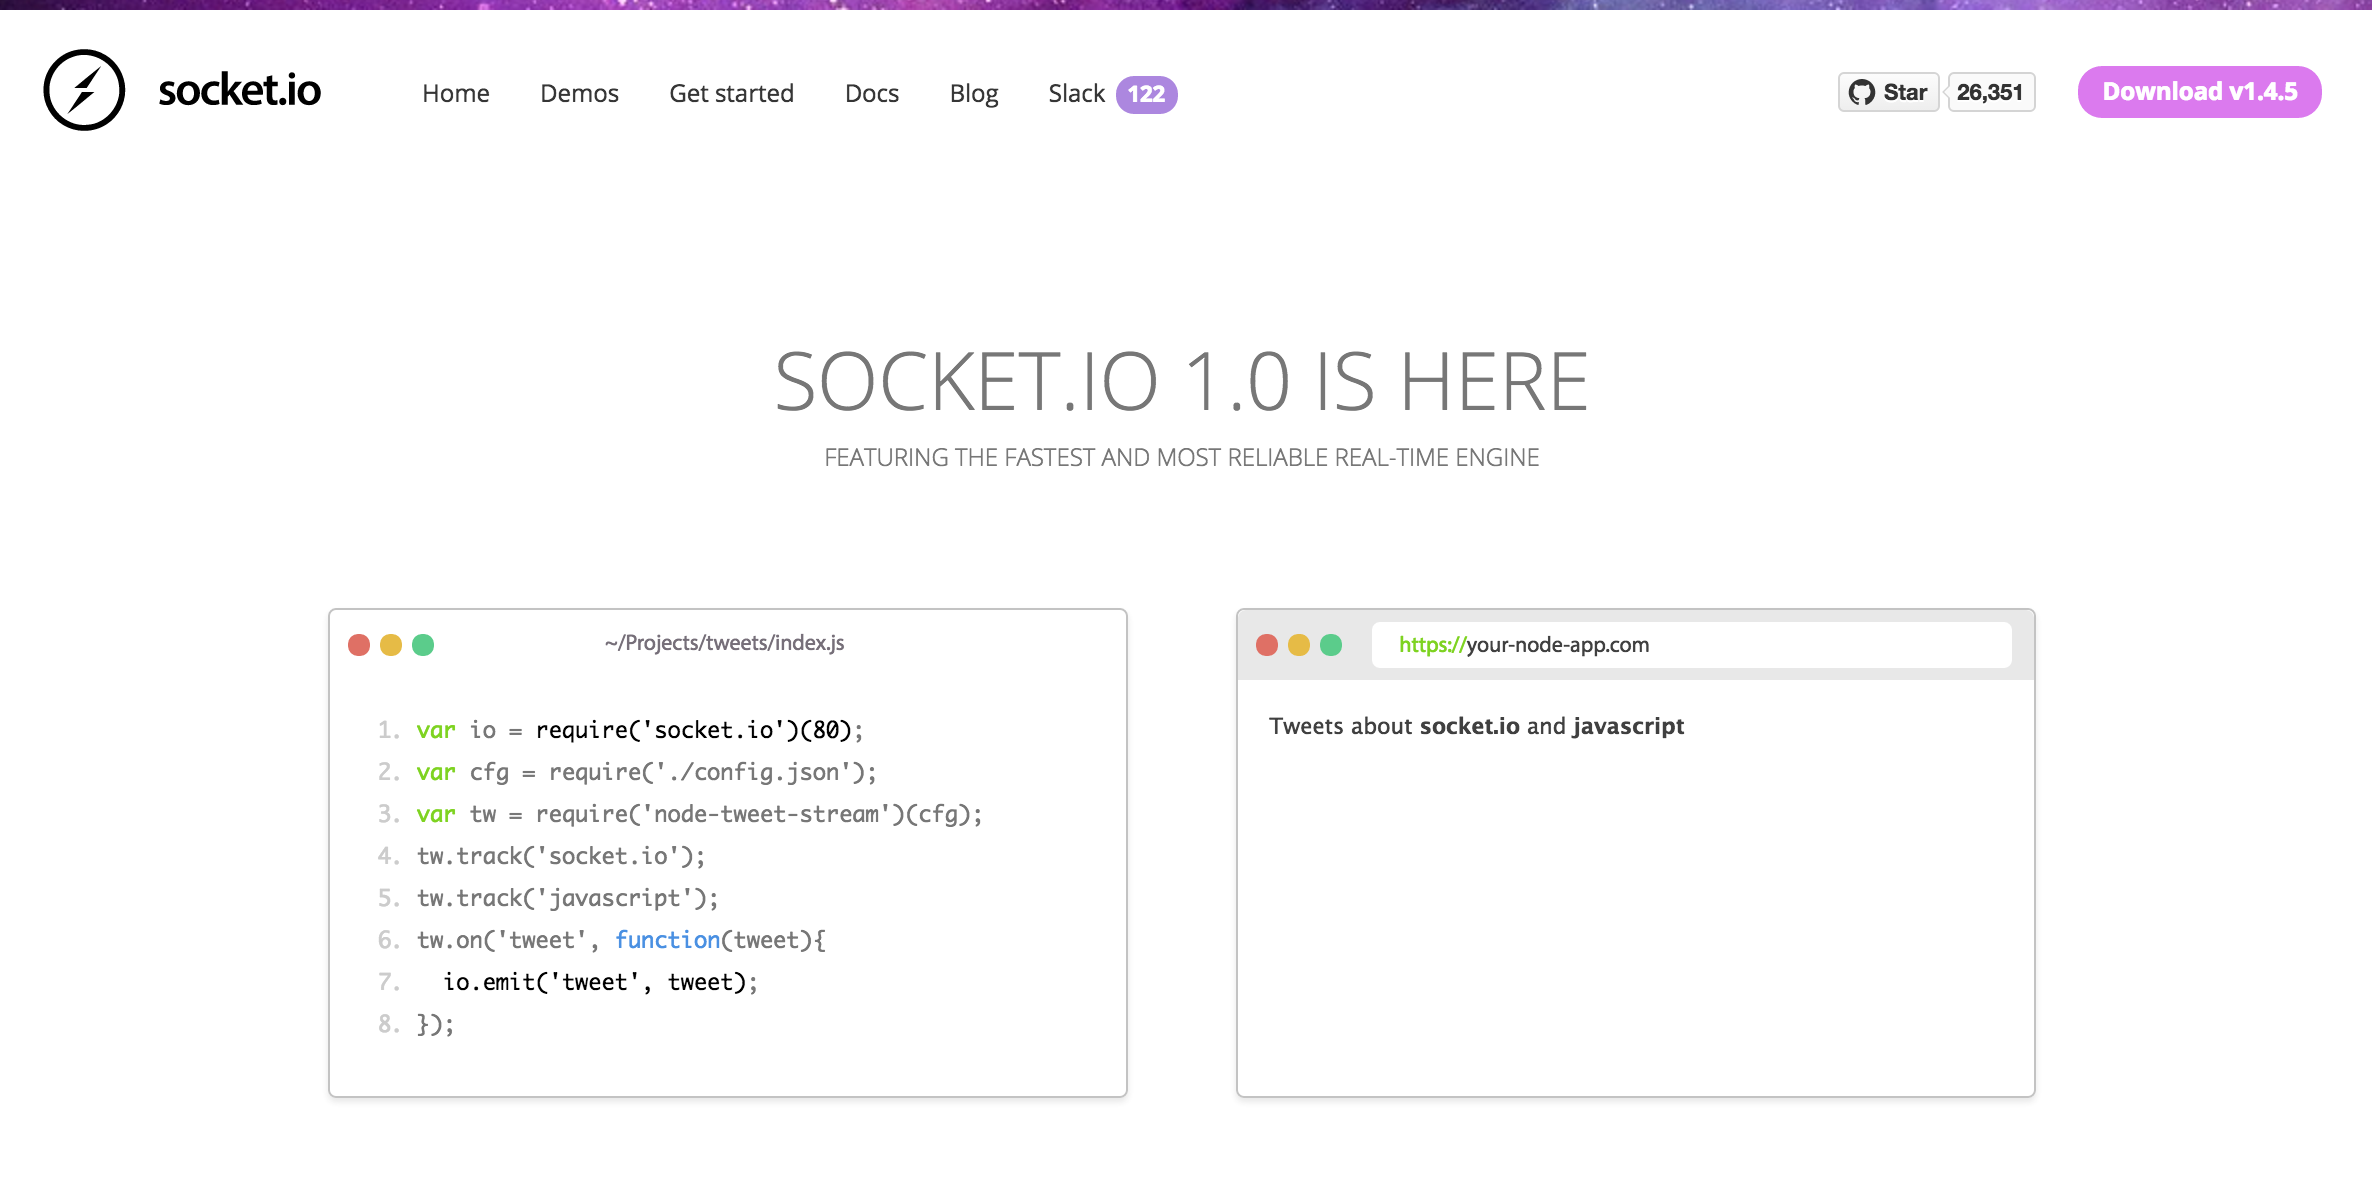 socket.io Home Demos Get started Docs Blog Slack 122 Star 26,351 Download v1.4.5
SOCKET.IO 1.0 IS HERE
FEATURING THE FASTEST AND MOST RELIABLE REAL-TIME ENGINE
~/Projects/tweets/index.js
1. var io = require('socket.io')(80);
2. var cfg = require('./config.json');
3. var tw = require('node-tweet-stream')(cfg);
4. tw.track('socket.io');
5. tw.track('javascript');
6. tw.on('tweet', function(tweet){
7.   io.emit('tweet', tweet);
8. });
https://your-node-app.com
Tweets about socket.io and javascript